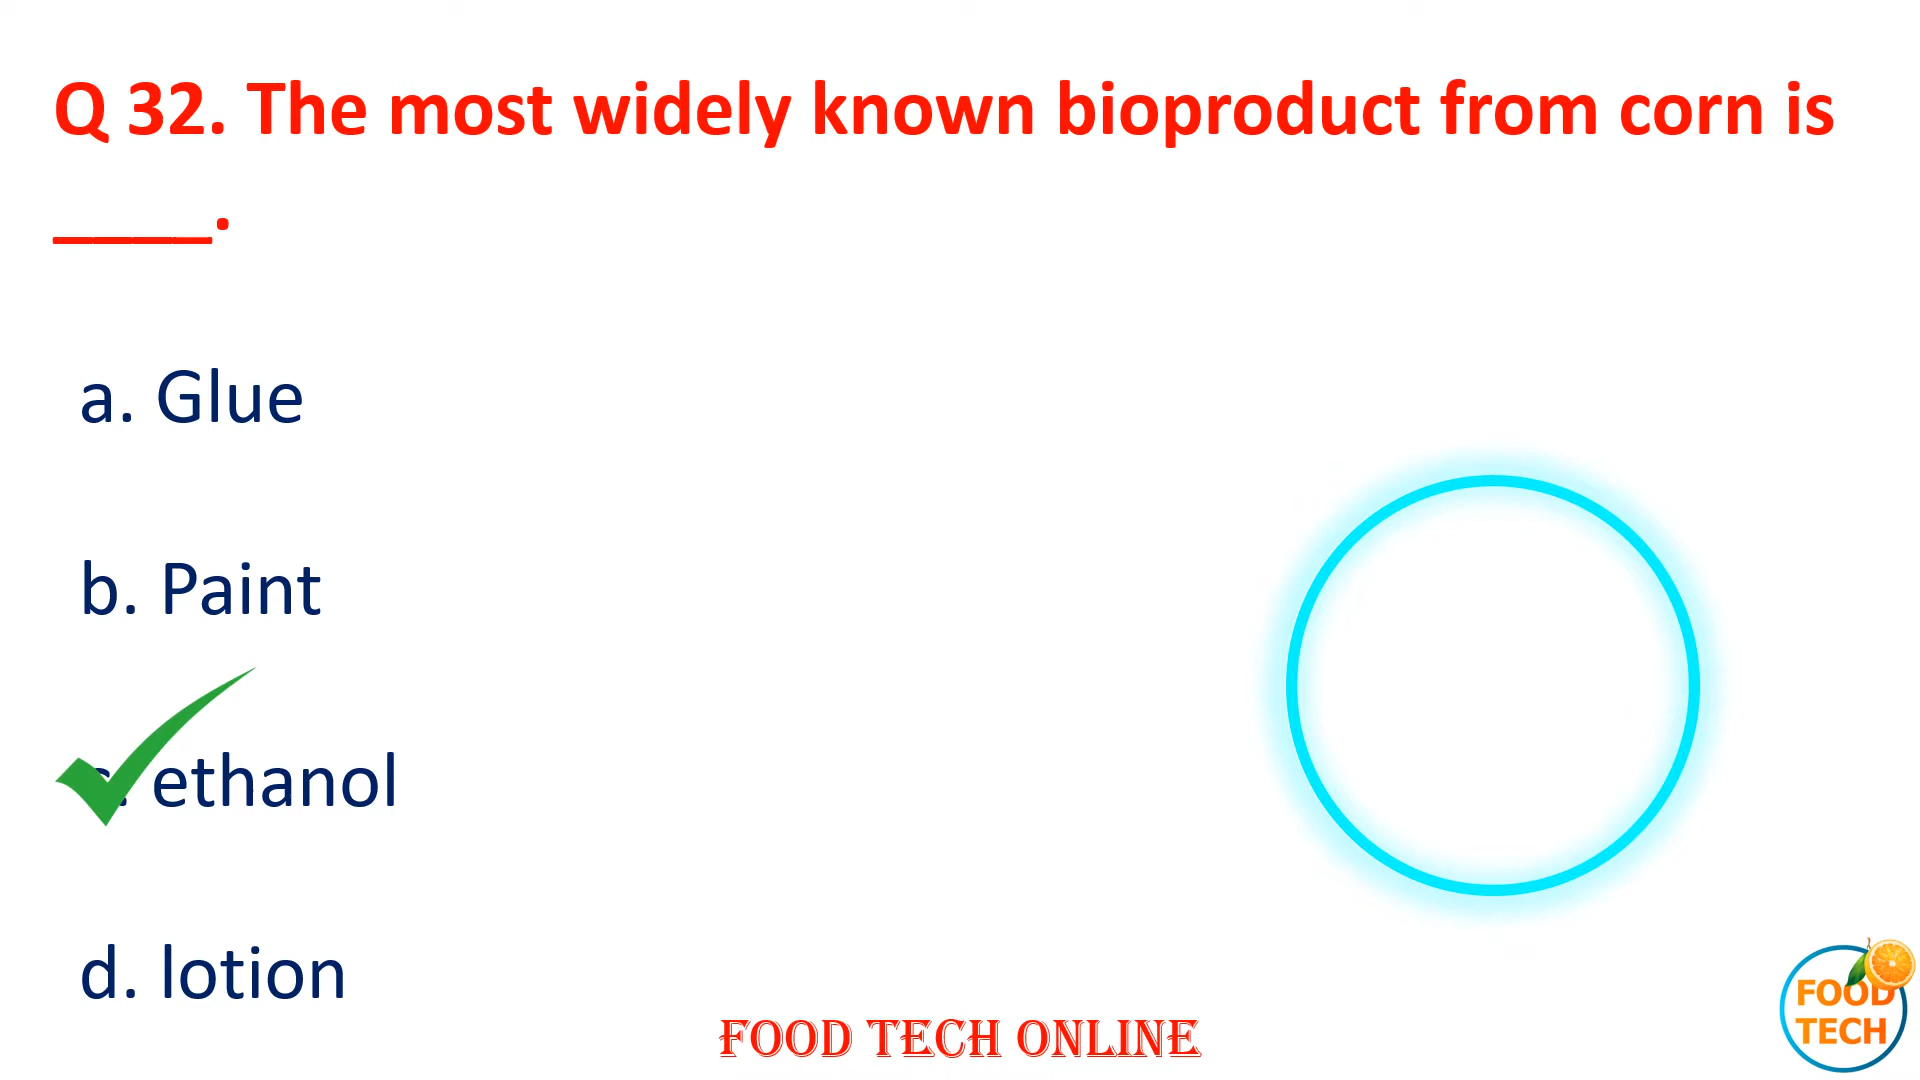 Q 32. The most widely known bioproduct from corn is
____.
a. Glue
b. Paint
c. ethanol
d. lotion
FOOD TECH ONLINE
FOOD
TECH